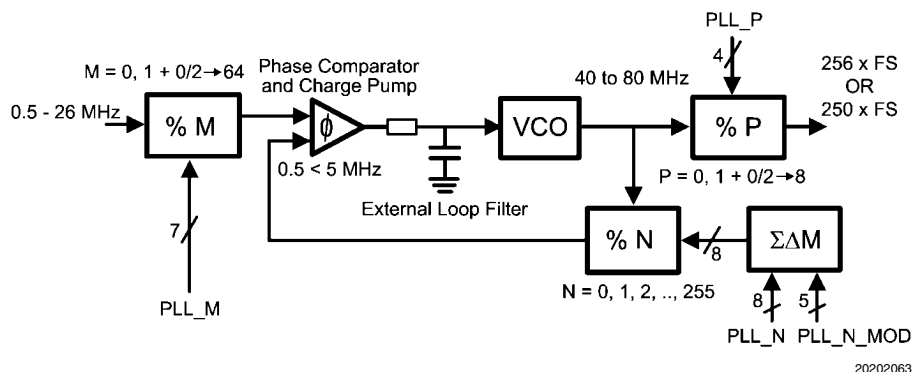 PLL_P
M = 0, 1 + 0/2→64
Phase Comparator
and Charge Pump
4
256 x FS
OR
250 x FS
40 to 80 MHz
0.5 - 26 MHz
% M
ϕ
VCO
% P
0.5 < 5 MHz
P = 0, 1 + 0/2→8
External Loop Filter
7
% N
8
ΣΔM
N = 0, 1, 2, .., 255
8
5
PLL_M
PLL_N
PLL_N_MOD
20202063